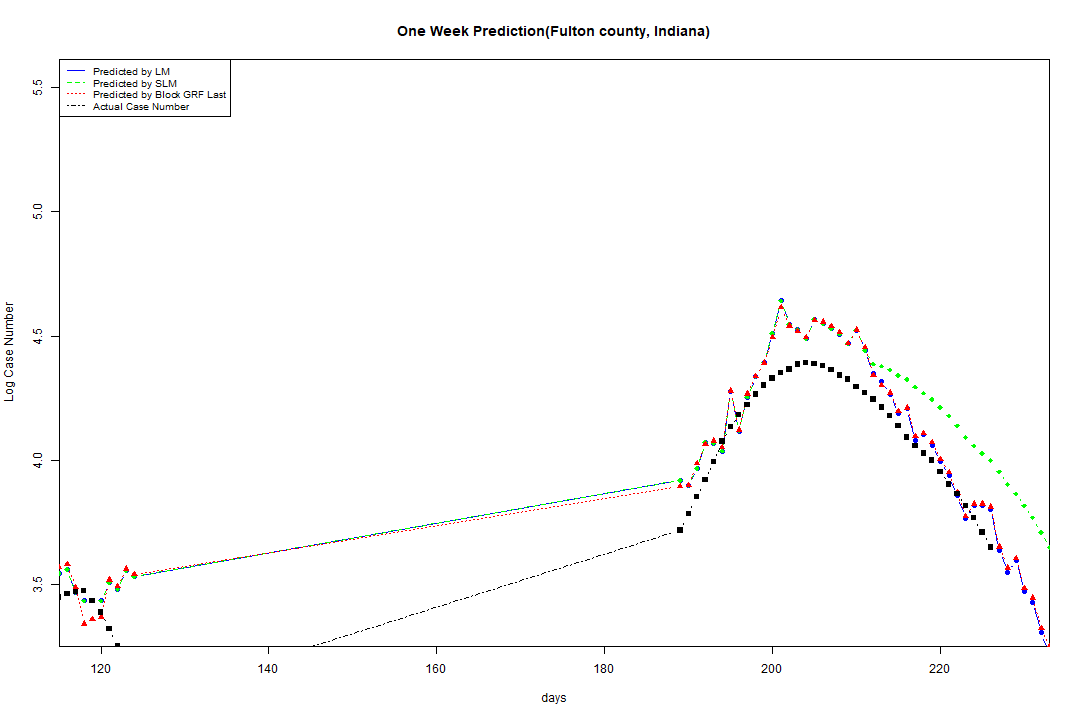 One Week Prediction(Fulton county, Indiana)
Predicted by LM
Predicted by SLM
Predicted by Block GRF Last
Actual Case Number
5.5
5.0
4.5
4.0
3.5
Log Case Number
120 140 160 180 200 220
days